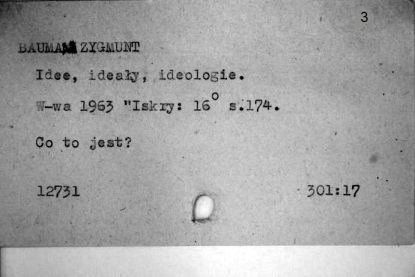 3
BAUMAN ZYGMUNT
Idee, ideały, ideologie.
W-wa 1963 "Iskry: 16° s.174.
Co to jest?
12731 301:17